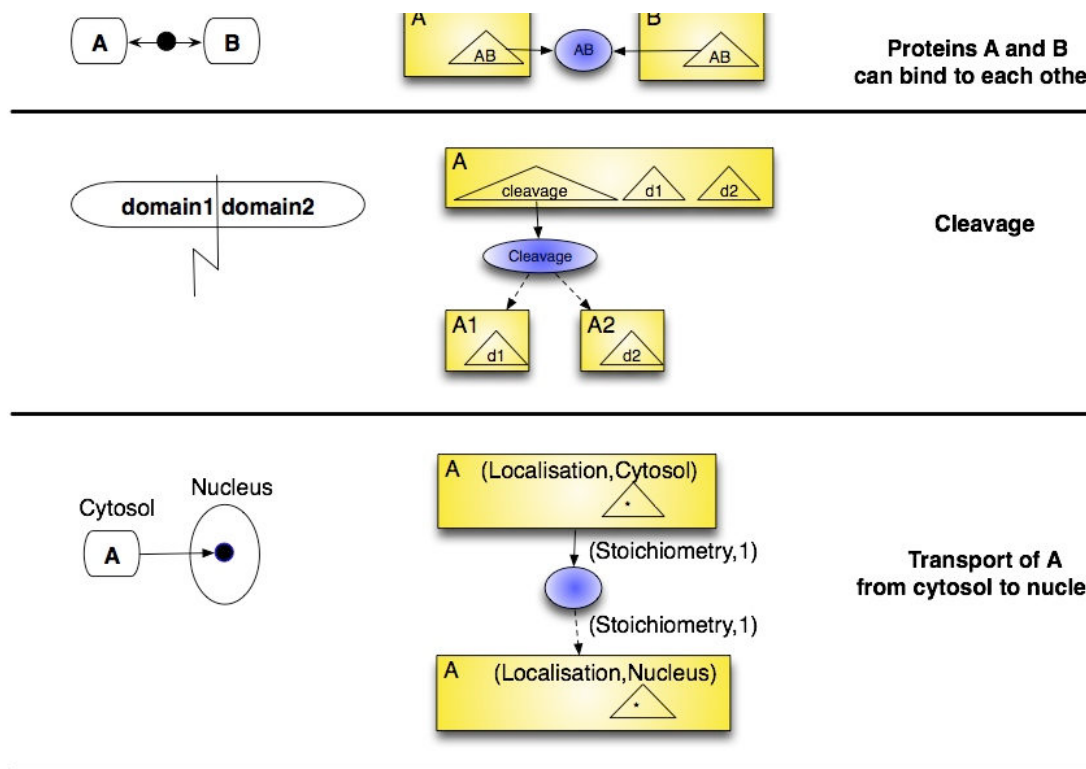 A B
A B
AB AB AB
Proteins A and B
can bind to each othe
domain1 domain2
A
cleavage d1 d2
Cleavage
A1 A2
d1 d2
Cleavage
Cytosol Nucleus
A
A (Localisation,Cytosol)
*
(Stoichiometry,1)
(Stoichiometry,1)
A (Localisation,Nucleus)
*
Transport of A
from cytosol to nucle